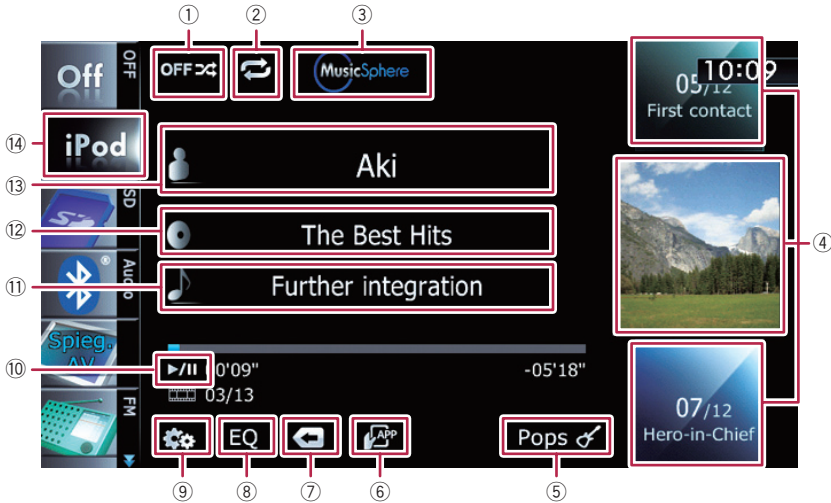 ① ② ③
Off OFF
OFF
MusicSphere
05/12
10:09
First contact
⑭ iPod
⑬ Aki
SD
⑫ The Best Hits
④
⑪ Further integration
Audio
Spieg.
AV
⑩ ▶/II 0'09" -05'18"
03/13
FM
EQ APP Pops
07/12
Hero-in-Chief
⑨ ⑧ ⑦ ⑥ ⑤